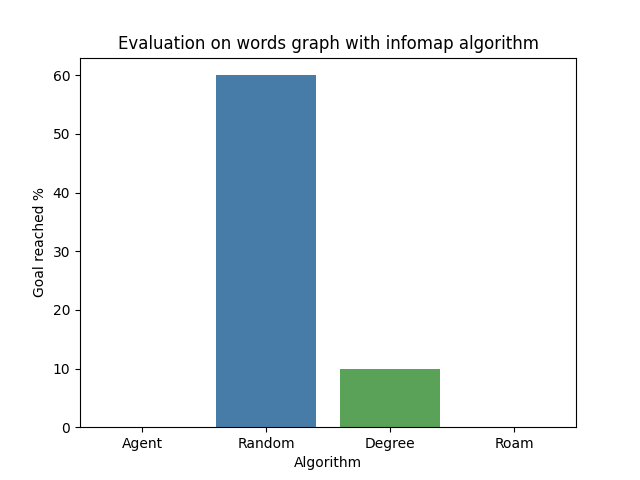 Evaluation on words graph with infomap algorithm
Goal reached %
60
50
40
30
20
10
0
Agent Random Degree Roam
Algorithm